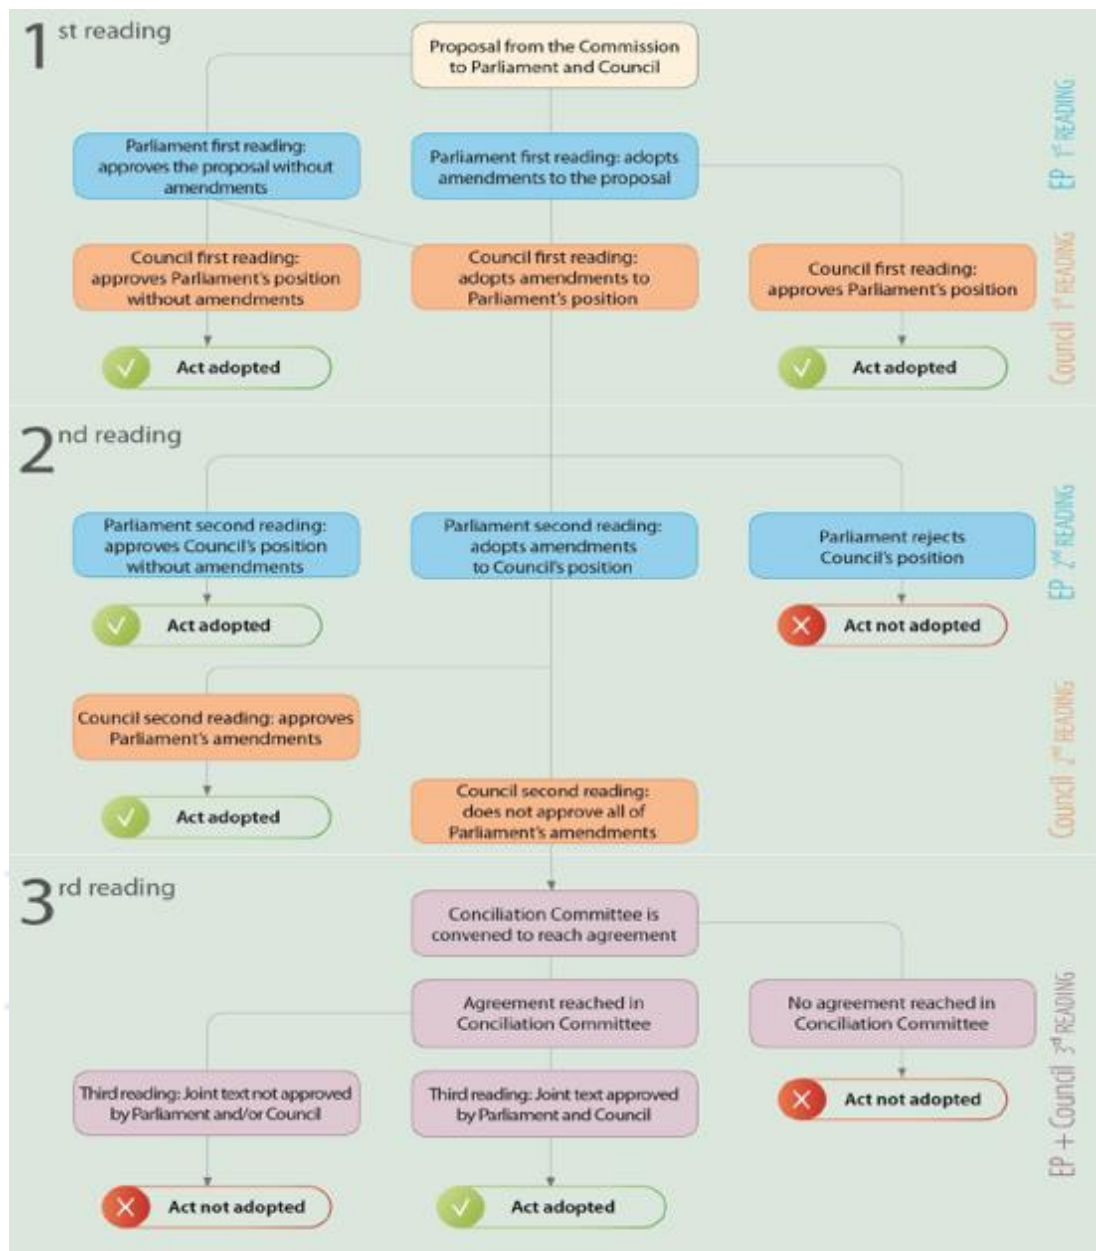 1st reading
Proposal from the Commission
to Parliament and Council
EP 1st READING
Parliament first reading:
approves the proposal without
amendments
Parliament first reading: adopts
amendments to the proposal
Council 1st READING
Council first reading:
approves Parliament's position
without amendments
Council first reading:
adopts amendments to
Parliament's position
Council first reading:
approves Parliament's position
Act adopted
Act adopted
2nd reading
EP 2nd READING
Parliament second reading:
approves Council's position
without amendments
Parliament second reading:
adopts amendments
to Council's position
Parliament rejects
Council's position
Act adopted
Act not adopted
Council 2nd READING
Council second reading: approves
Parliament's amendments
Act adopted
Council second reading:
does not approve all of
Parliament's amendments
3rd reading
EP + Council 3rd READING
Conciliation Committee is
convened to reach agreement
Agreement reached in
Conciliation Committee
No agreement reached in
Conciliation Committee
Third reading: Joint text not approved
by Parliament and/or Council
Third reading: Joint text approved
by Parliament and Council
Act not adopted
Act not adopted
Act adopted